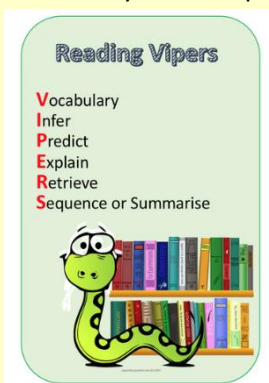 Reading Vipers
Vocabulary
Infer
Predict
Explain
Retrieve
Sequence or Summarise